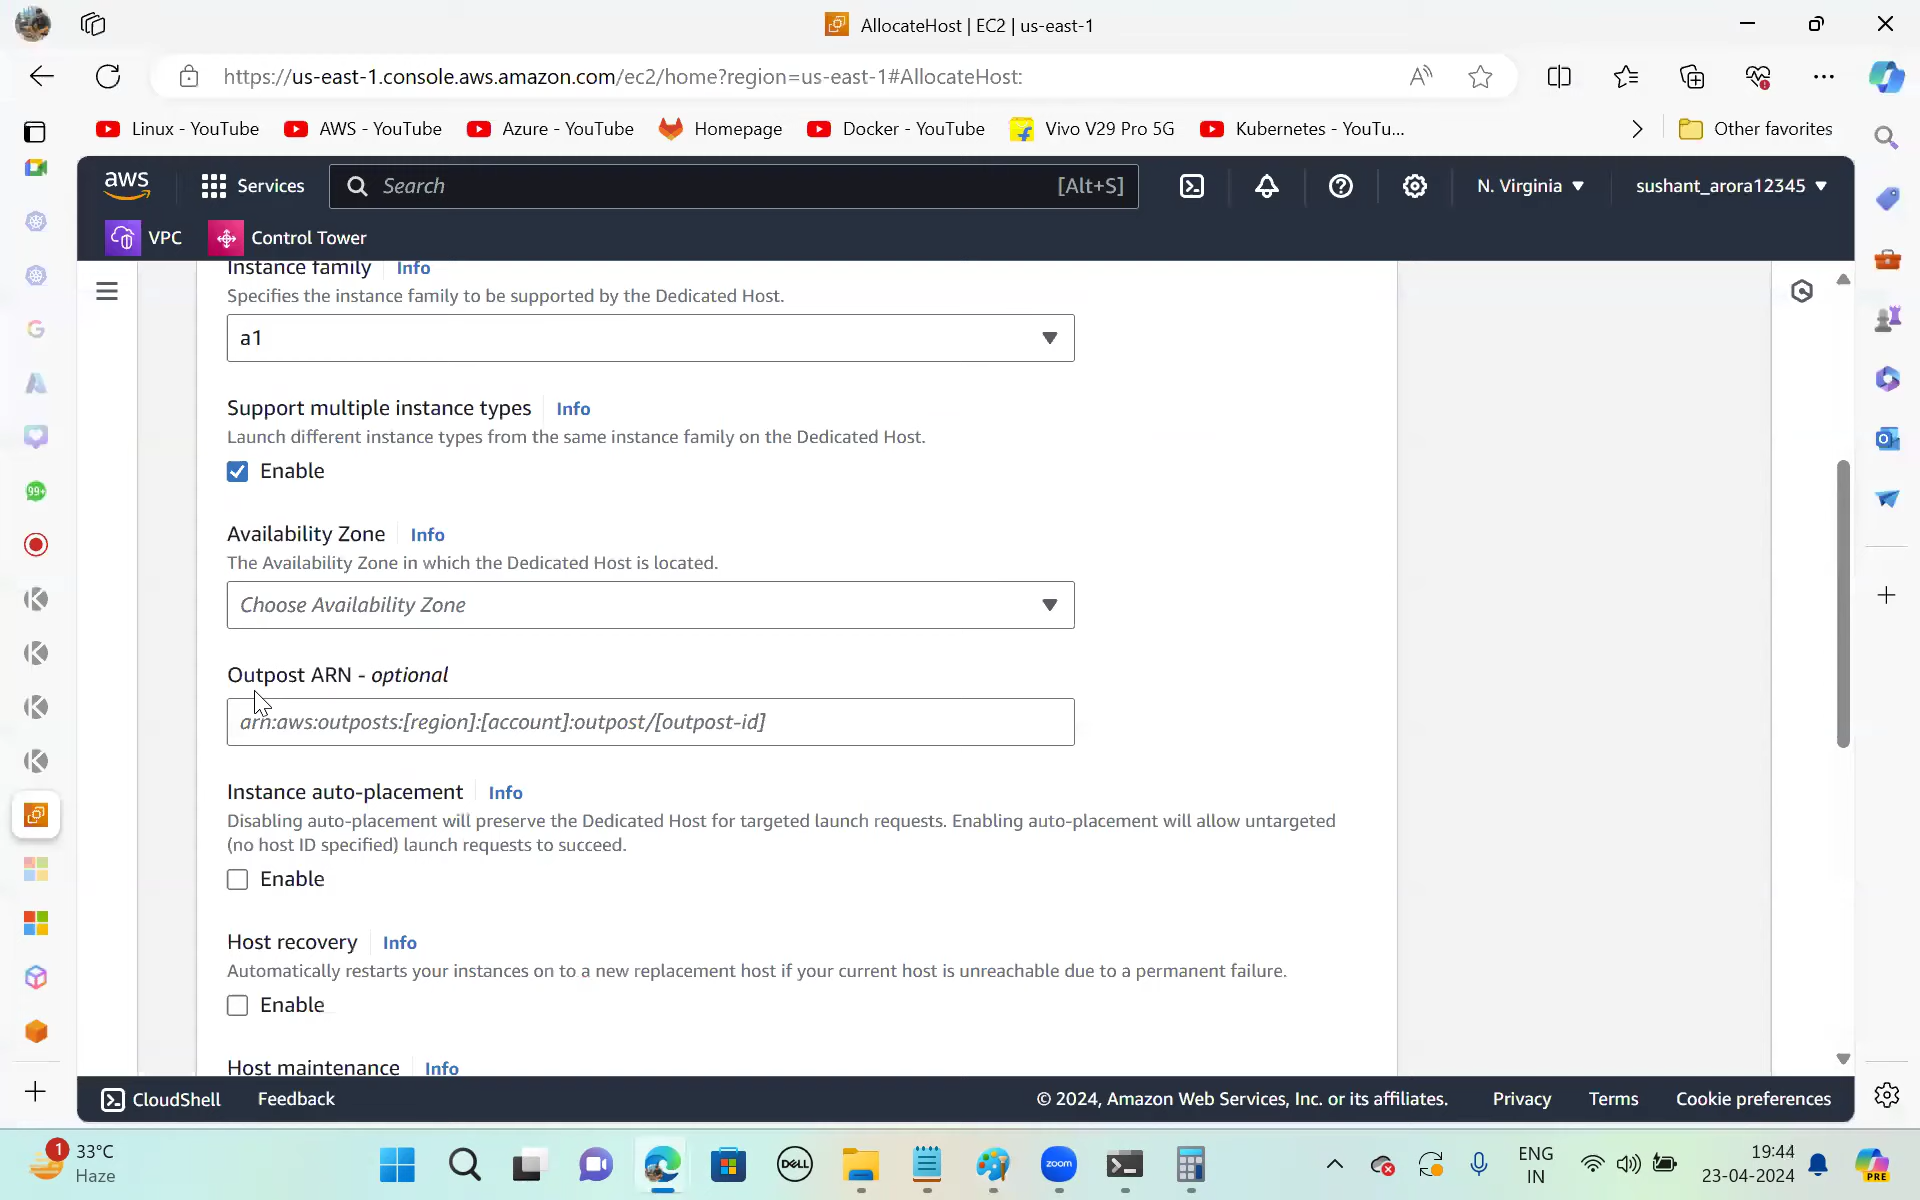 AllocateHost | EC2 | us-east-1
https://us-east-1.console.aws.amazon.com/ec2/home?region=us-east-1#AllocateHost:
Linux - YouTube
AWS - YouTube
Azure - YouTube
Homepage
Docker - YouTube
Vivo V29 Pro 5G
Kubernetes - YouTu...
Other favorites
aws
Services
Search
[Alt+S]
N. Virginia
sushant_arora12345
VPC
Control Tower
Instance family
Info
Specifies the instance family to be supported by the Dedicated Host.
a1
Support multiple instance types
Info
Launch different instance types from the same instance family on the Dedicated Host.
Enable
Availability Zone
Info
The Availability Zone in which the Dedicated Host is located.
Choose Availability Zone
Outpost ARN - optional
arn:aws:outposts:[region]:[account]:outpost/[outpost-id]
Instance auto-placement
Info
Disabling auto-placement will preserve the Dedicated Host for targeted launch requests. Enabling auto-placement will allow untargeted
(no host ID specified) launch requests to succeed.
Enable
Host recovery
Info
Automatically restarts your instances on to a new replacement host if your current host is unreachable due to a permanent failure.
Enable
Host maintenance
Info
99+
CloudShell
Feedback
© 2024, Amazon Web Services, Inc. or its affiliates.
Privacy
Terms
Cookie preferences
1
33°C
Haze
DELL
zoom
ENG
IN
19:44
23-04-2024
PRE